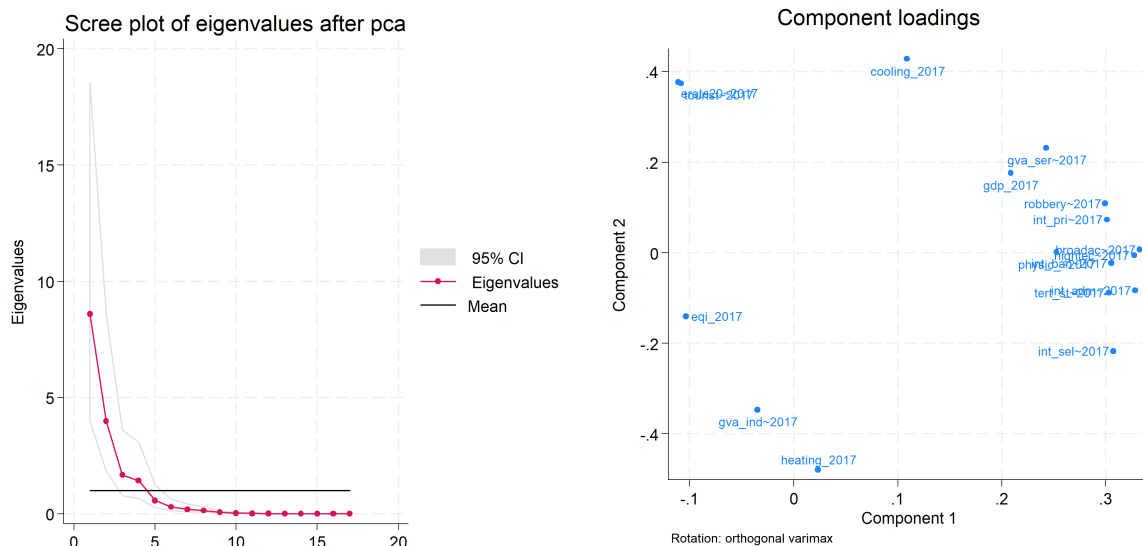 Scree plot of eigenvalues after pca
20
15
10
5
0
Eigenvalues
0
5
10
15
20
95% CI
Eigenvalues
Mean
Component loadings
.4
.2
0
-.2
-.4
Component 2
cooling_2017
gva_ser~2017
gdp_2017
robbery~2017
int_pri~2017
broadac~2017
int_sel~2017
eqi_2017
gva_ind~2017
heating_2017
-.1
0
.1
.2
.3
Component 1
Rotation: orthogonal varimax